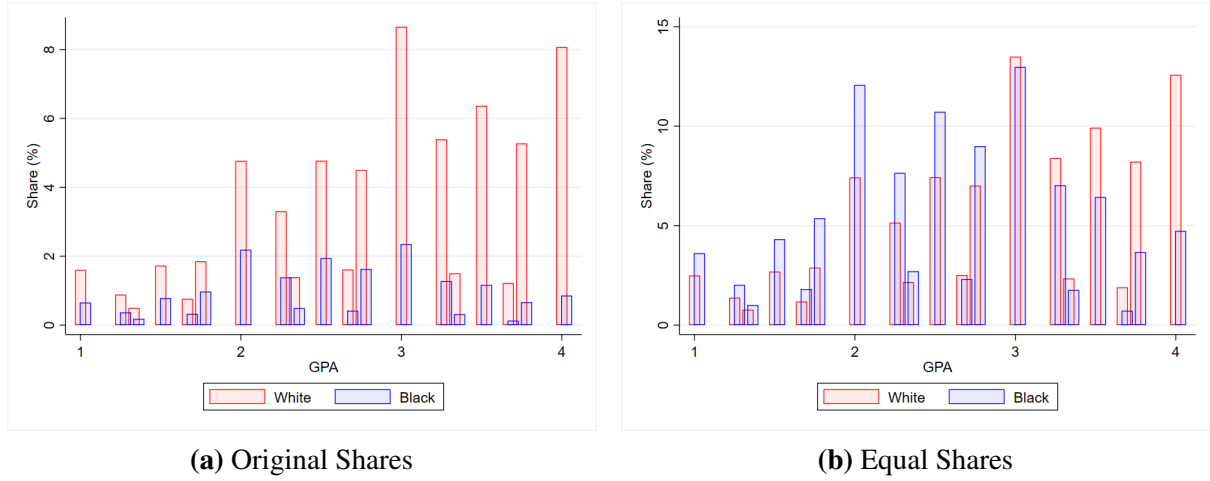 8
6
4
2
0
Share (%)
1 2 3 4
GPA
White Black
(a) Original Shares
15
10
5
0
Share (%)
1 2 3 4
GPA
White Black
(b) Equal Shares